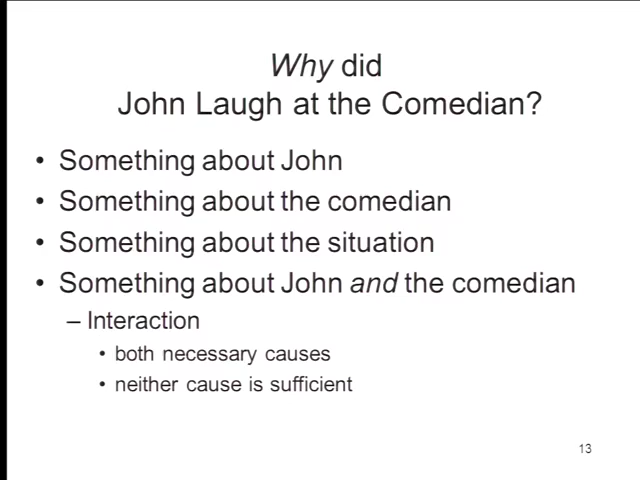 Why did
John Laugh at the Comedian?
• Something about John
• Something about the comedian
• Something about the situation
• Something about John and the comedian
– Interaction
• both necessary causes
• neither cause is sufficient
13